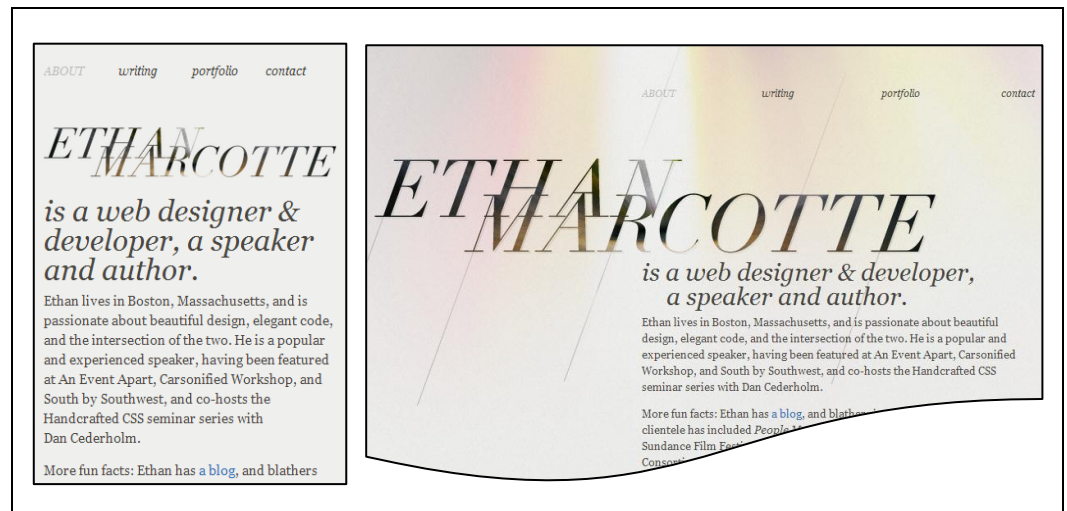 ABOUT writing portfolio contact
ETHAN
MARCOTTE
is a web designer &
developer, a speaker
and author.
Ethan lives in Boston, Massachusetts, and is
passionate about beautiful design, elegant code,
and the intersection of the two. He is a popular
and experienced speaker, having been featured
at An Event Apart, Carsonified Workshop, and
South by Southwest, and co-hosts the
Handcrafted CSS seminar series with
Dan Cederholm.
More fun facts: Ethan has a blog, and blathers
ABOUT writing portfolio contact
ETHAN
MARCOTTE
is a web designer & developer,
a speaker and author.
Ethan lives in Boston, Massachusetts, and is passionate about beautiful
design, elegant code, and the intersection of the two. He is a popular and
experienced speaker, having been featured at An Event Apart, Carsonified
Workshop, and South by Southwest, and co-hosts the Handcrafted CSS
seminar series with Dan Cederholm.
More fun facts: Ethan has a blog, and
clientele has included People
Sundance Film